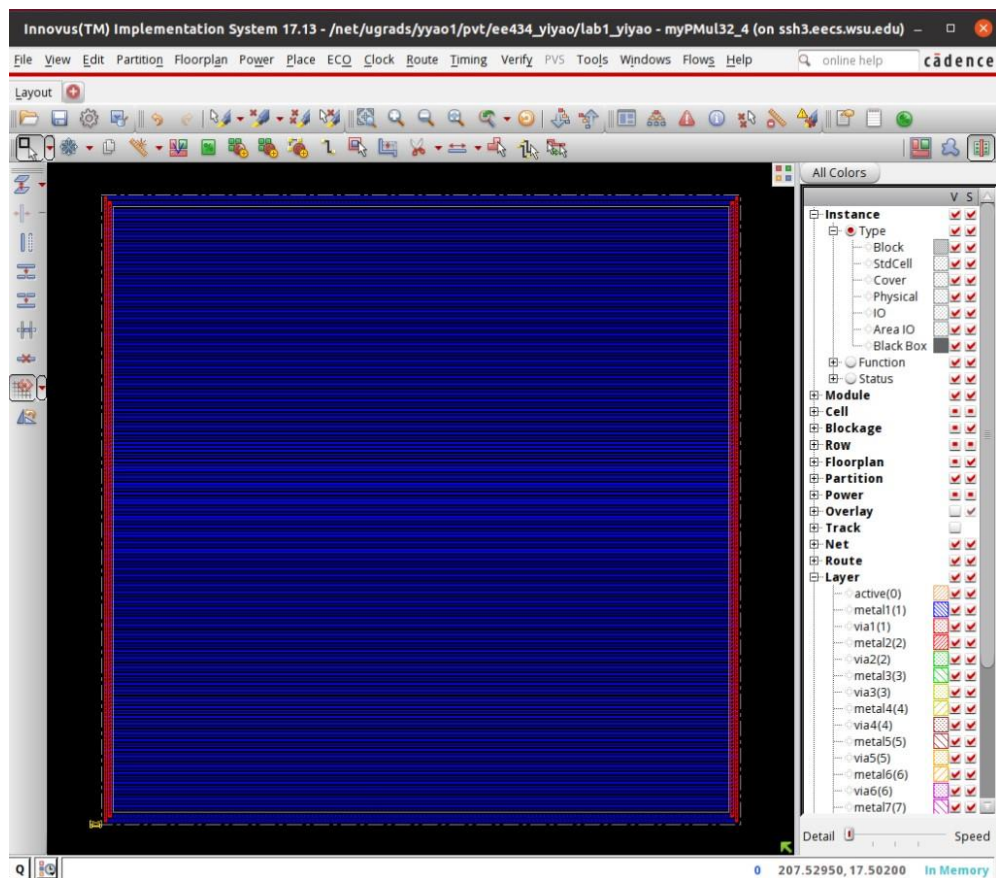 Innovus(TM) Implementation System 17.13 - /net/ugrads/yyao1/pvt/ee434_yiyao/lab1_yiyao - myPMul32_4 (on ssh3.eecs.wsu.edu)
File View Edit Partition Floorplan Power Place ECO Clock Route Timing Verify PVS Tools Windows Flows Help online help cādence
Layout
All Colors
V S
Instance
Type
Block
StdCell
Cover
Physical
IO
Area IO
Black Box
Function
Status
Module
Cell
Blockage
Row
Floorplan
Partition
Power
Overlay
Track
Net
Route
Layer
active(0)
metal1(1)
via1(1)
metal2(2)
via2(2)
metal3(3)
via3(3)
metal4(4)
via4(4)
metal5(5)
via5(5)
metal6(6)
via6(6)
metal7(7)
Detail Speed
Q 0 207.52950, 17.50200 In Memory